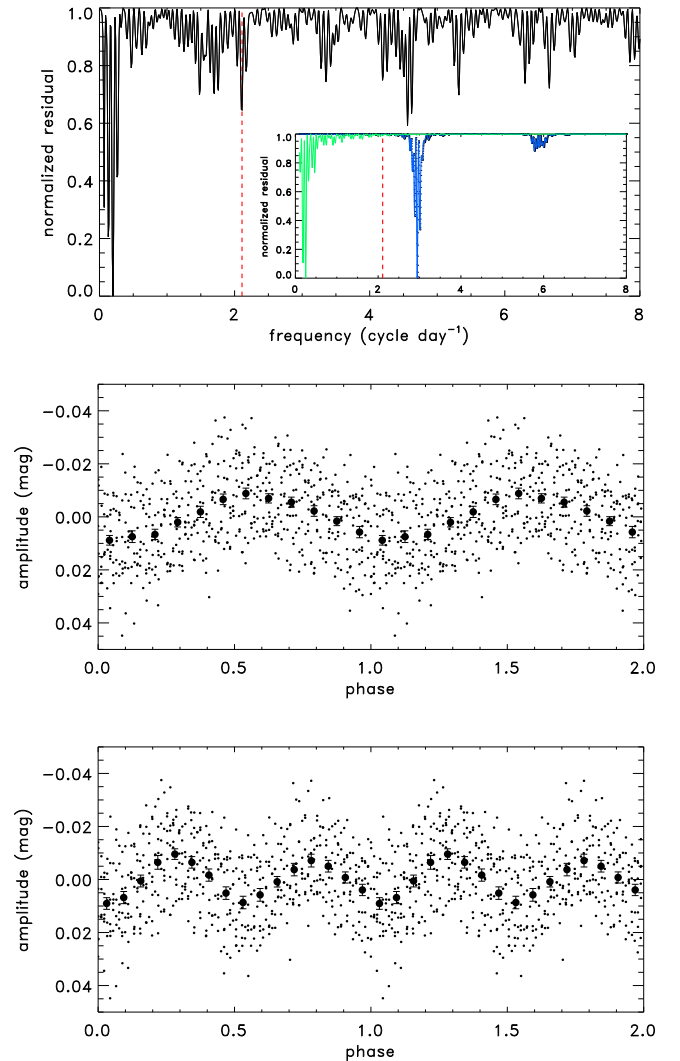 1.0
0.8
0.6
0.4
0.2
0.0
normalized residual
1.0
0.8
0.6
0.4
0.2
0.0
normalized residual
0 2 4 6 8
0 2 4 6 8
frequency (cycle day⁻¹)
−0.04
−0.02
0.00
0.02
0.04
amplitude (mag)
0.0 0.5 1.0 1.5 2.0
phase
−0.04
−0.02
0.00
0.02
0.04
amplitude (mag)
0.0 0.5 1.0 1.5 2.0
phase